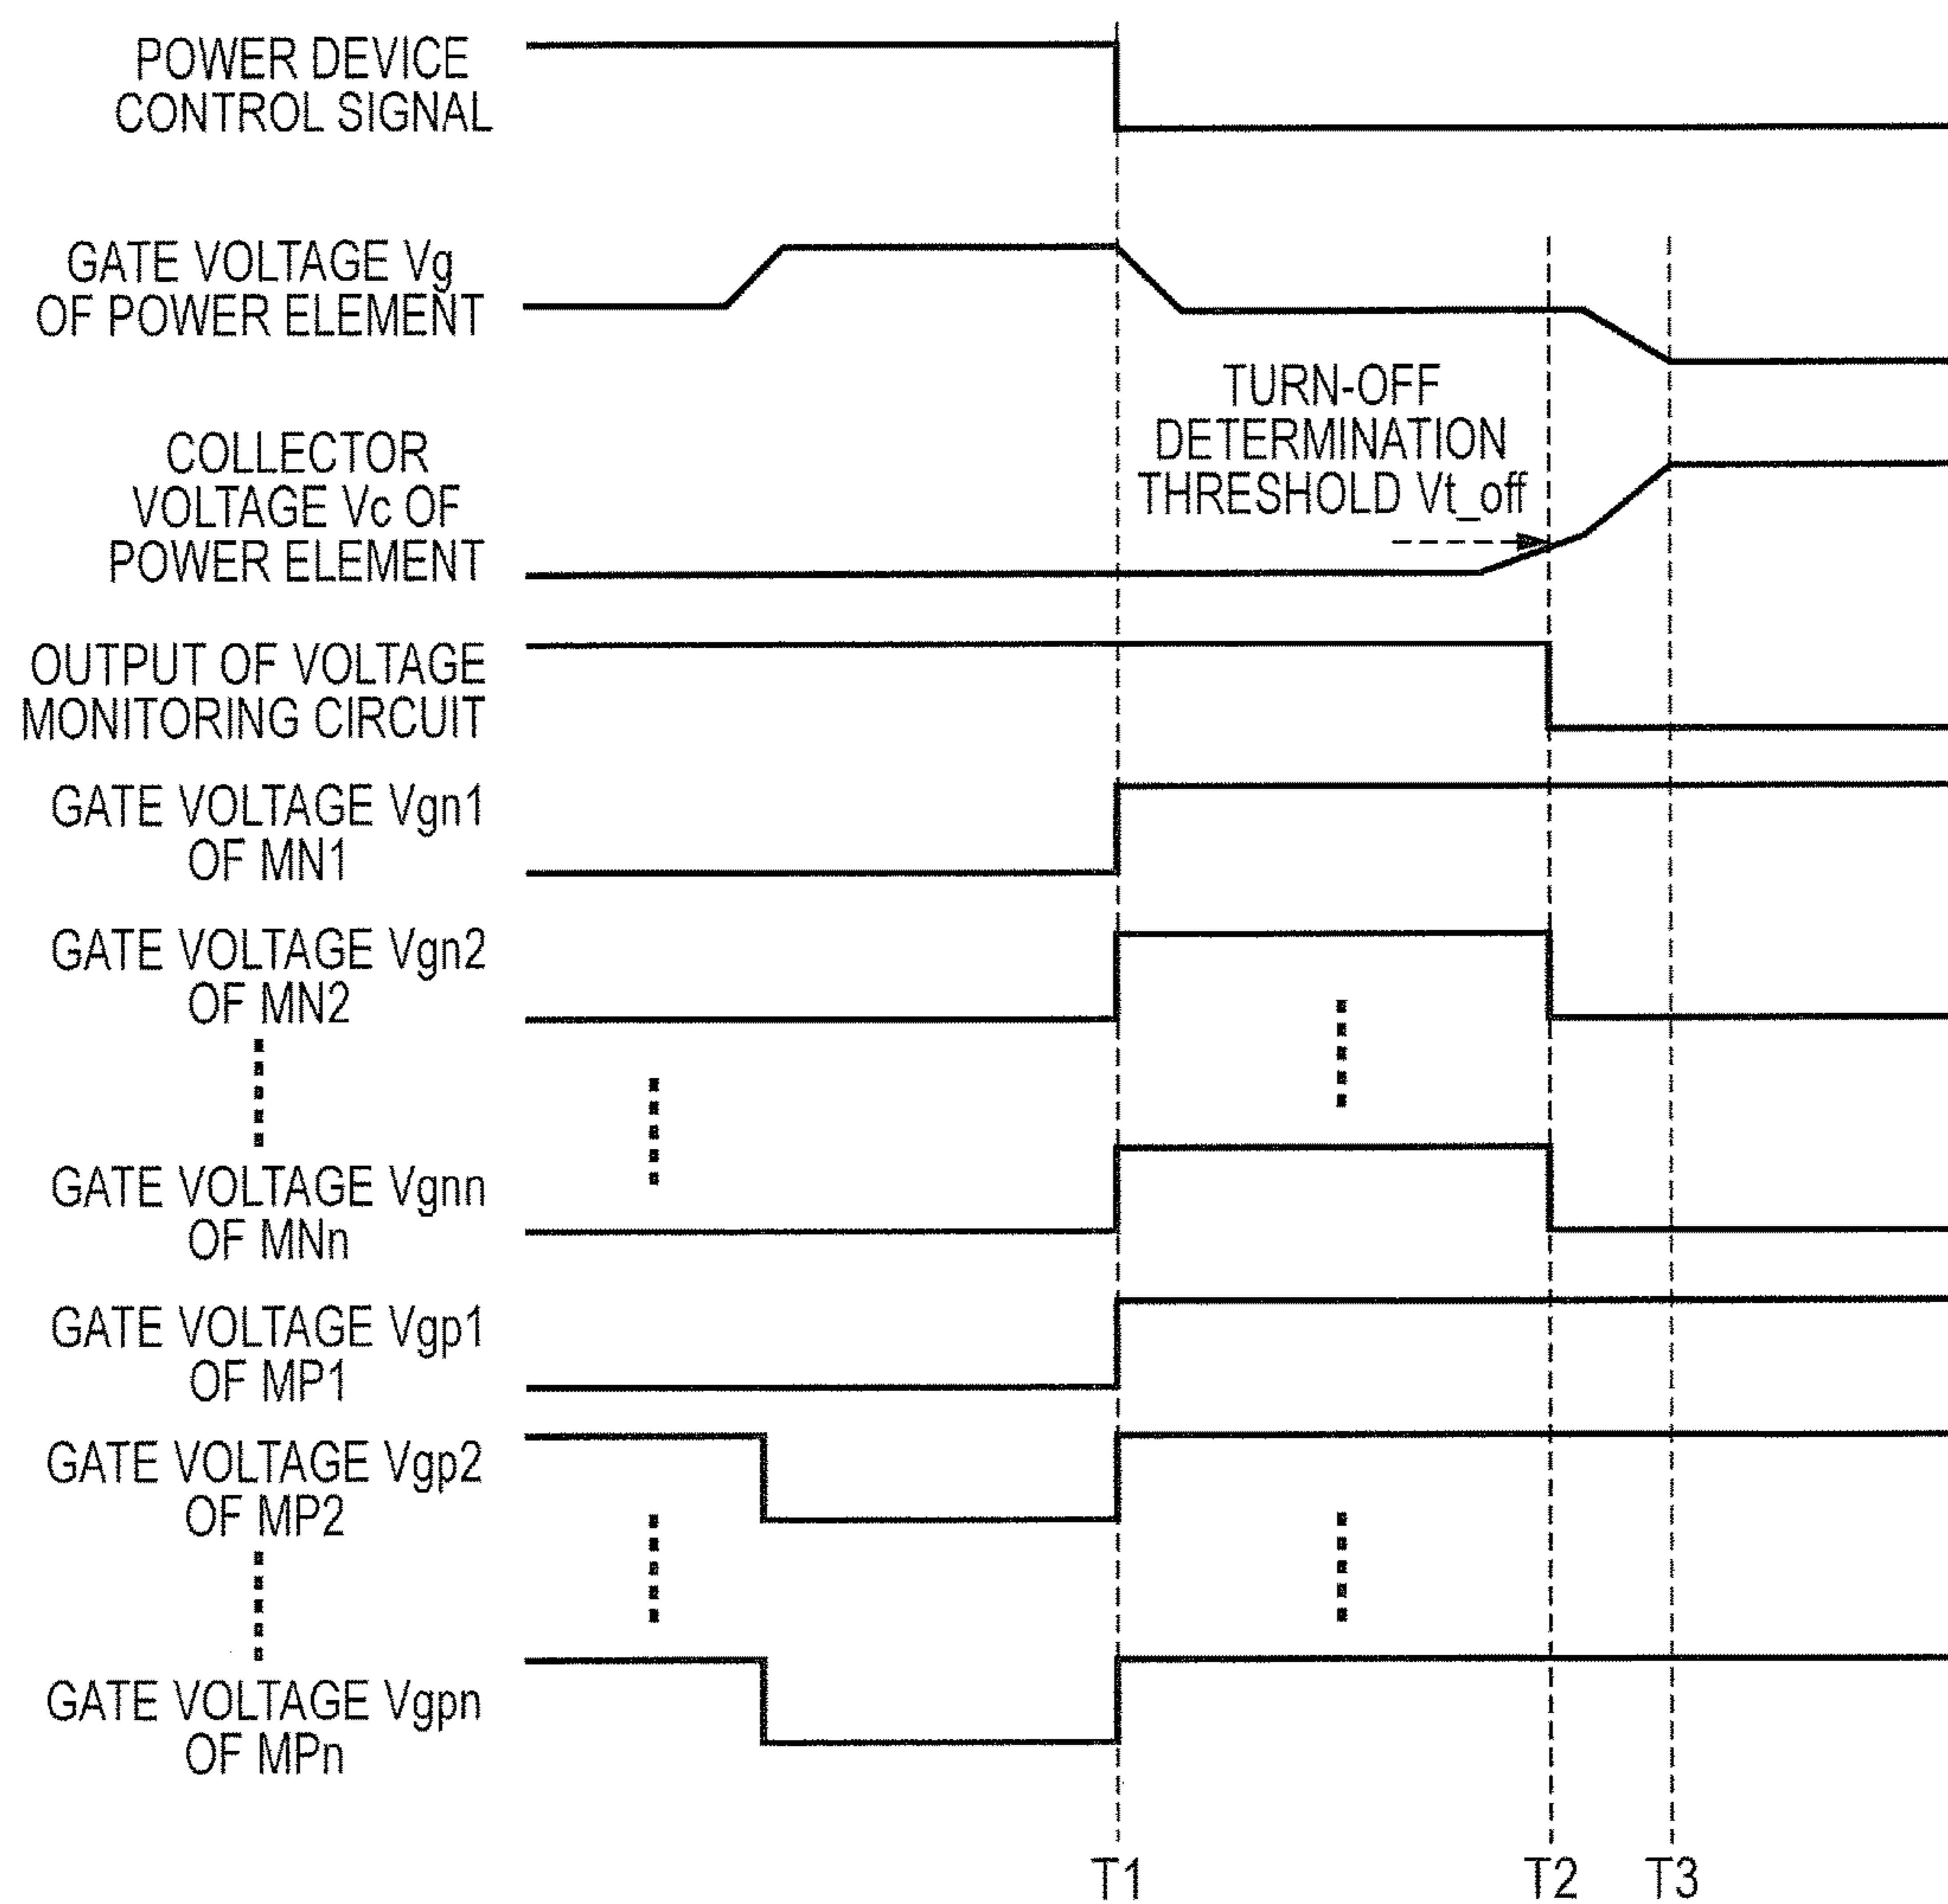 POWER DEVICE
CONTROL SIGNAL
GATE VOLTAGE Vg
OF POWER ELEMENT
TURN-OFF
DETERMINATION
THRESHOLD Vt_off
COLLECTOR
VOLTAGE Vc OF
POWER ELEMENT
OUTPUT OF VOLTAGE
MONITORING CIRCUIT
GATE VOLTAGE Vgn1
OF MN1
GATE VOLTAGE Vgn2
OF MN2
GATE VOLTAGE Vgnn
OF MNn
GATE VOLTAGE Vgp1
OF MP1
GATE VOLTAGE Vgp2
OF MP2
GATE VOLTAGE Vgpn
OF MPn
T1 T2 T3